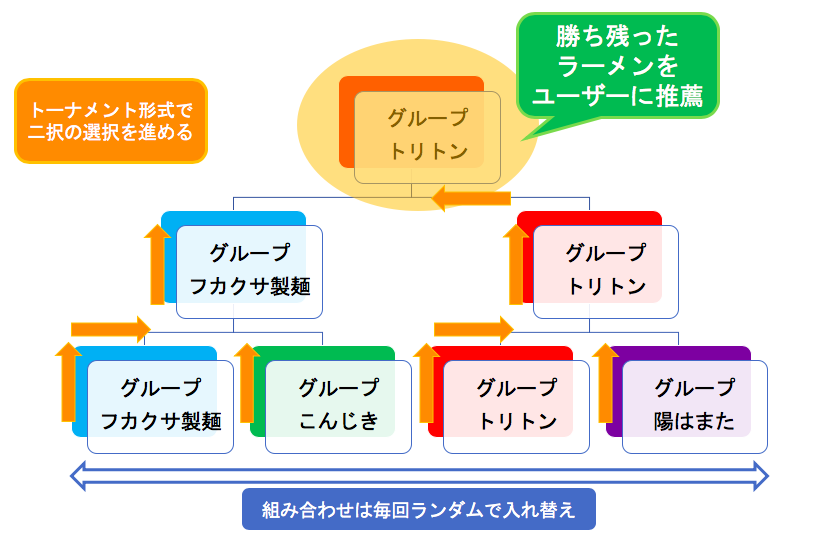 勝ち残った
ラーメンを
ユーザーに推薦
トーナメント形式で
二択の選択を進める
グループ
トリトン
グループ
フカクサ製麺
グループ
トリトン
グループ
フカクサ製麺
グループ
こんじき
グループ
トリトン
グループ
陽はまた
組み合わせは毎回ランダムで入れ替え